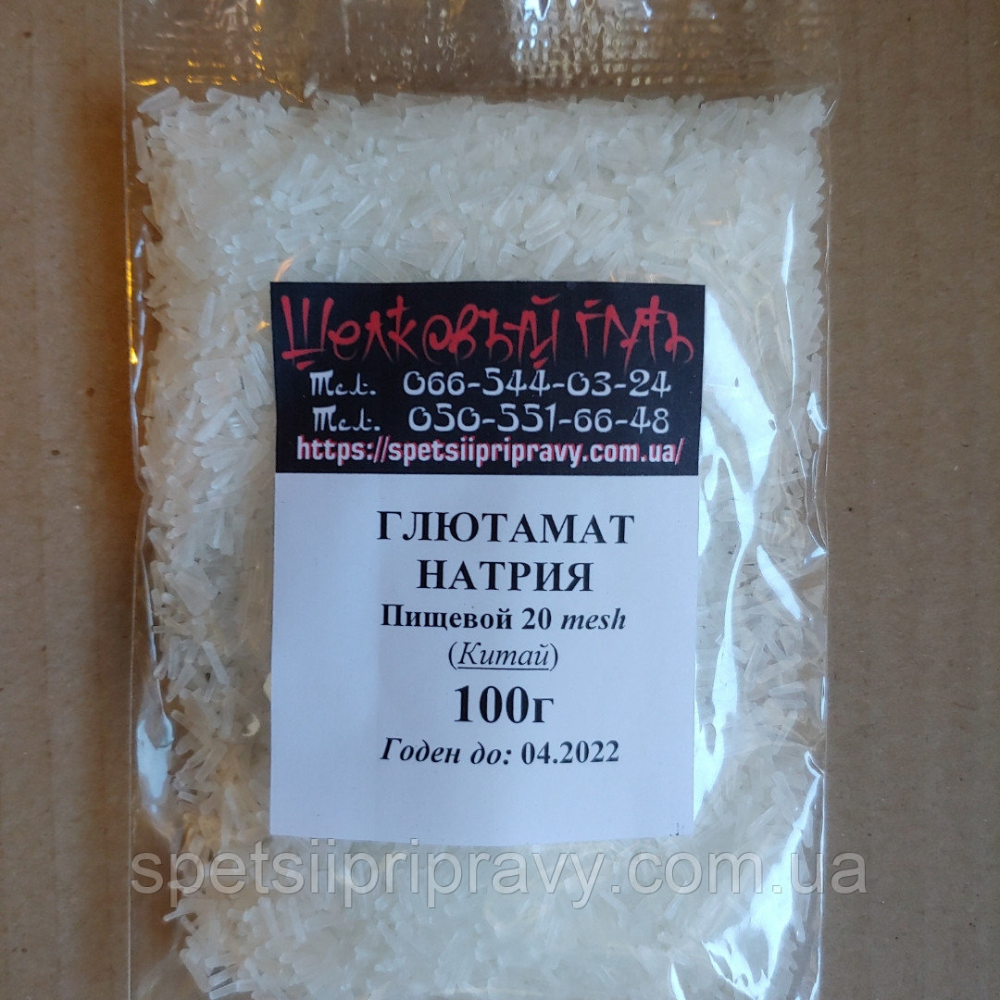 Шелковый путь
Тел. 066-544-03-24
Тел. 050-551-66-48
https://spetsiipripravy.com.ua/
ГЛЮТАМАТ
НАТРИЯ
Пищевой 20 mesh
(Китай)
100г
Годен до: 04.2022
spetsiipripravy.com.ua